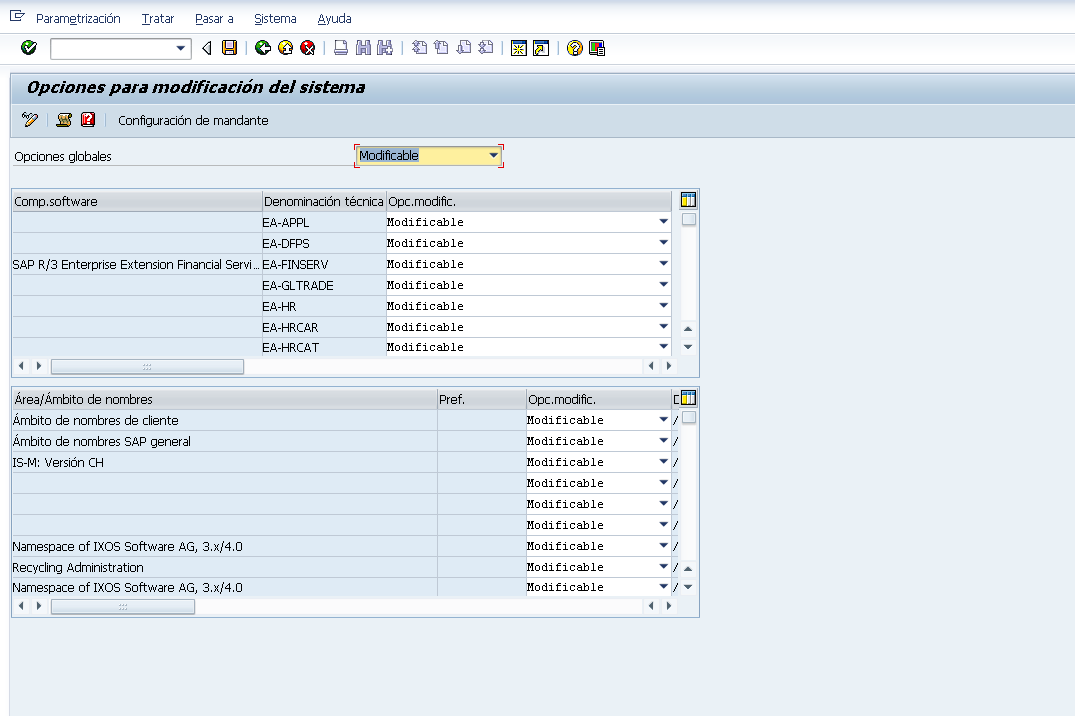 Parametrización Tratar Pasar a Sistema Ayuda
Opciones para modificación del sistema
Configuración de mandante
Opciones globales Modificable
Comp.software Denominación técnica Opc.modific.
EA-APPL Modificable
EA-DFPS Modificable
SAP R/3 Enterprise Extension Financial Servi... EA-FINSERV Modificable
EA-GLTRADE Modificable
EA-HR Modificable
EA-HRCAR Modificable
EA-HRCAT Modificable
Área/Ámbito de nombres Pref. Opc.modific.
Ámbito de nombres de cliente Modificable /
Ámbito de nombres SAP general Modificable /
IS-M: Versión CH Modificable /
Modificable /
Modificable /
Modificable /
Namespace of IXOS Software AG, 3.x/4.0 Modificable /
Recycling Administration Modificable /
Namespace of IXOS Software AG, 3.x/4.0 Modificable /